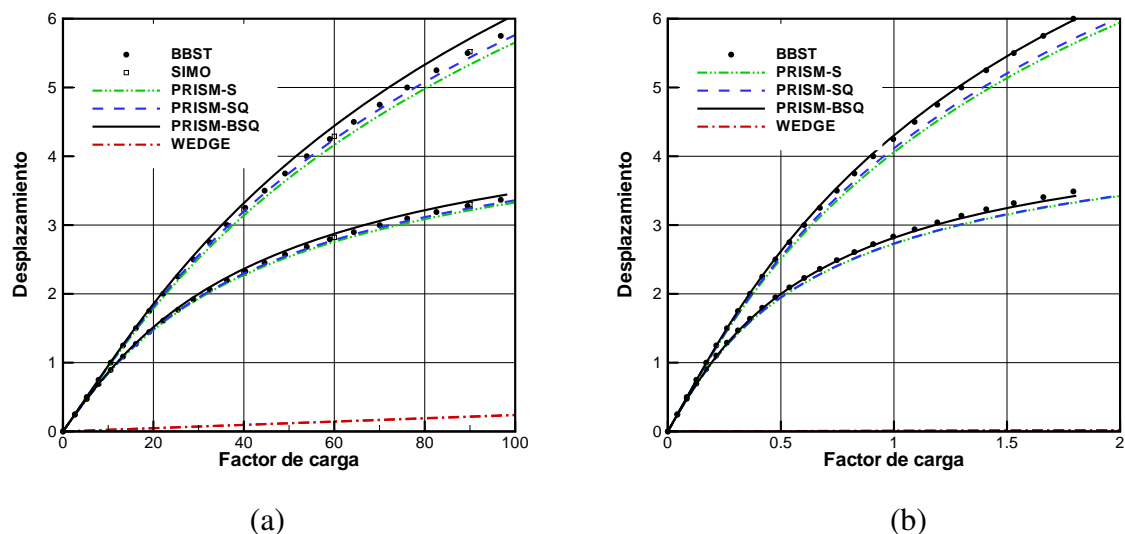 6
5
4
3
2
1
0
Desplazamiento
BBST
SIMO
PRISM-S
PRISM-SQ
PRISM-BSQ
WEDGE
0
20
40
60
80
100
Factor de carga
(a)
6
5
4
3
2
1
0
Desplazamiento
BBST
PRISM-S
PRISM-SQ
PRISM-BSQ
WEDGE
0
0.5
1
1.5
2
Factor de carga
(b)